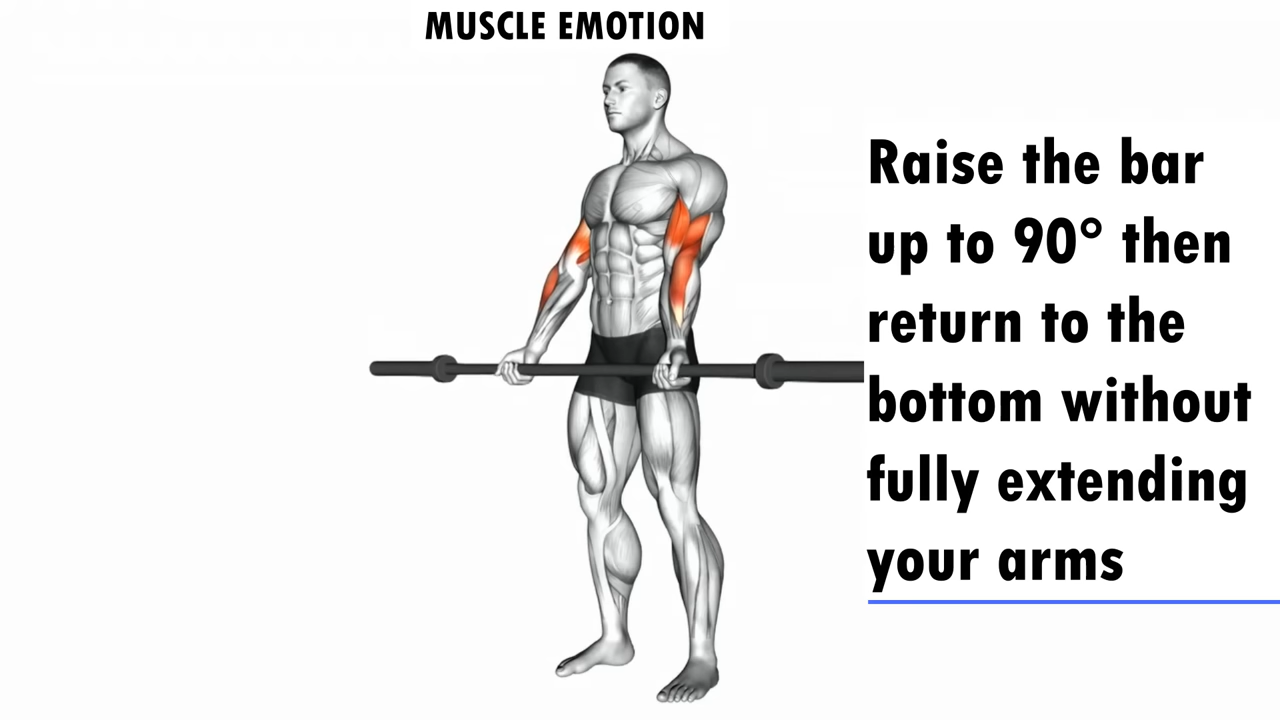 MUSCLE EMOTION
Raise the bar
up to 90° then
return to the
bottom without
fully extending
your arms